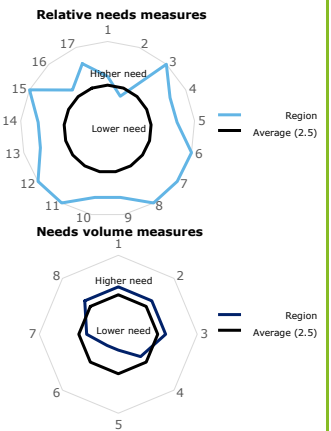 Relative needs measures
1
17 2
16 3
Higher need
15 4
14 5
Lower need
13 6
12 7
11 8
10 9
Region
Average (2.5)
Needs volume measures
1
8 2
Higher need
7 3
Lower need
6 4
5
Region
Average (2.5)